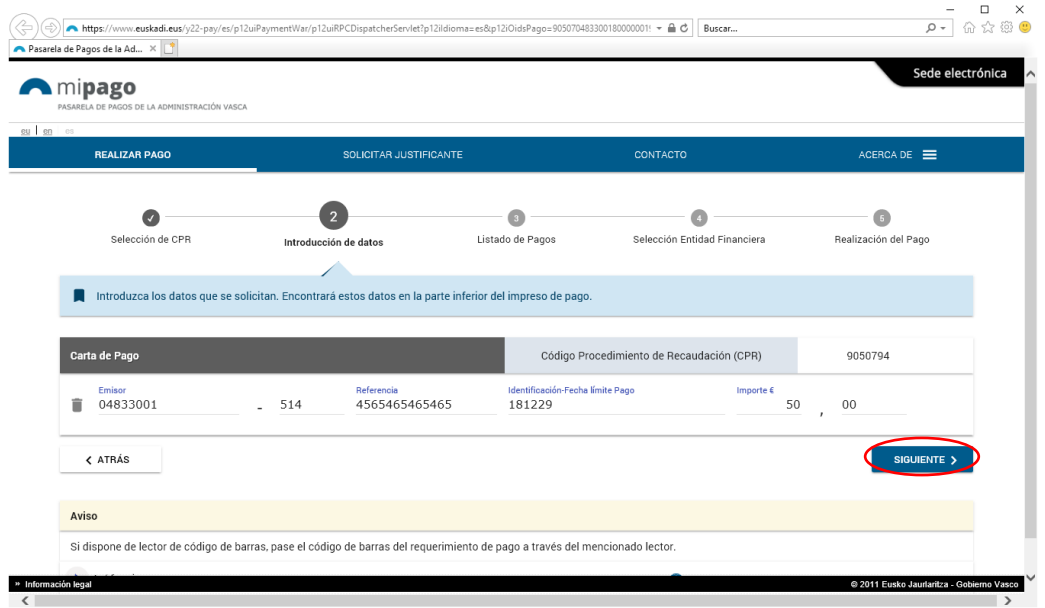 https://www.euskadi.eus/y22-pay/es/p12uiPaymentWar/p12uiRPCDispatcherServlet?p12iIdioma=es&p12iOidsPago=9050704833001800000019 Buscar...
Pasarela de Pagos de la Ad...
Sede electrónica
mipago
PASARELA DE PAGOS DE LA ADMINISTRACIÓN VASCA
eu | en es
REALIZAR PAGO SOLICITAR JUSTIFICANTE CONTACTO ACERCA DE
2 3 4 5
Selección de CPR Introducción de datos Listado de Pagos Selección Entidad Financiera Realización del Pago
Introduzca los datos que se solicitan. Encontrará estos datos en la parte inferior del impreso de pago.
Carta de Pago Código Procedimiento de Recaudación (CPR) 9050794
Emisor Referencia Identificación-Fecha límite Pago Importe €
04833001 - 514 4565465465465 181229 50 , 00
ATRÁS SIGUIENTE
Aviso
Si dispone de lector de código de barras, pase el código de barras del requerimiento de pago a través del mencionado lector.
» Información legal © 2011 Eusko Jaurlaritza - Gobierno Vasco